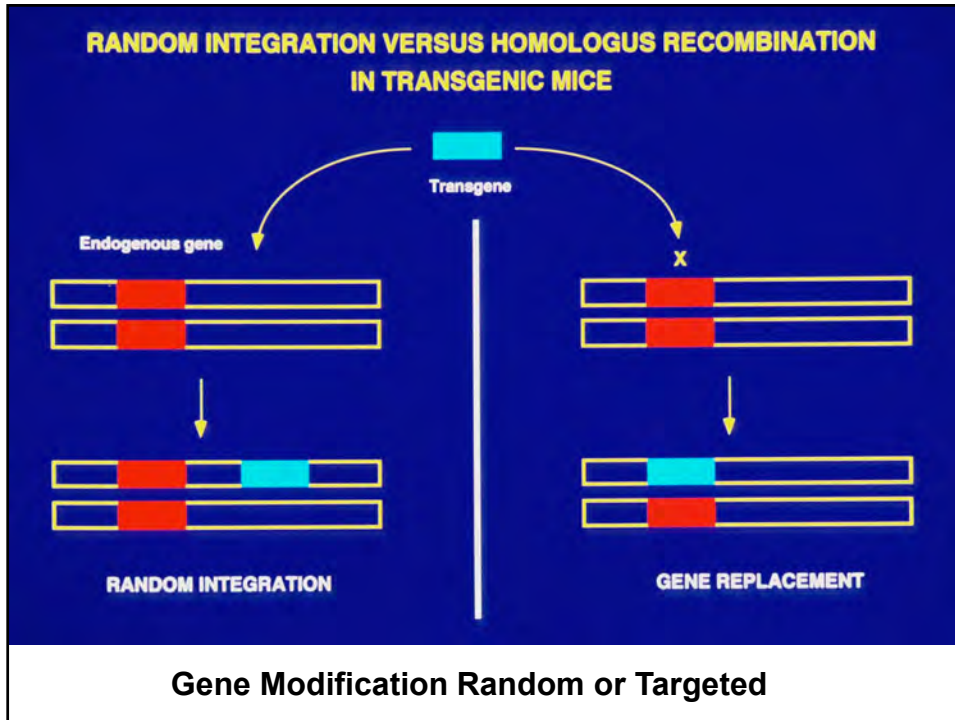 RANDOM INTEGRATION VERSUS HOMOLOGUS RECOMBINATION
IN TRANSGENIC MICE
Transgene
Endogenous gene
X
RANDOM INTEGRATION
GENE REPLACEMENT
Gene Modification Random or Targeted